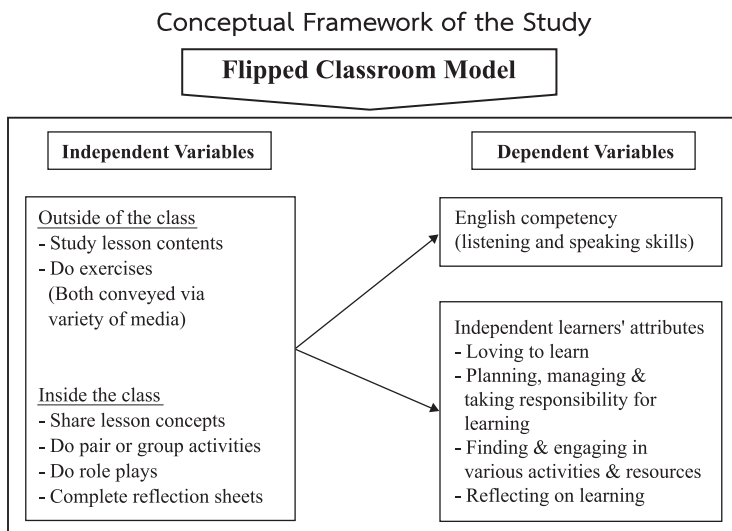 Conceptual Framework of the Study
Flipped Classroom Model
Independent Variables
Outside of the class
- Study lesson contents
- Do exercises
(Both conveyed via
variety of media)
Inside the class
- Share lesson concepts
- Do pair or group activities
- Do role plays
- Complete reflection sheets
Dependent Variables
English competency
(listening and speaking skills)
Independent learners' attributes
- Loving to learn
- Planning, managing &
taking responsibility for
learning
- Finding & engaging in
various activities & resources
- Reflecting on learning